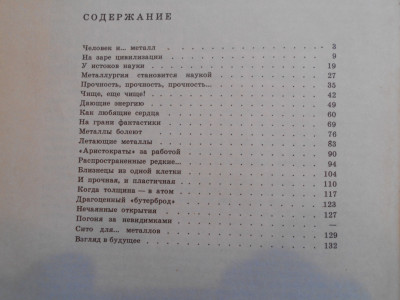 СОДЕРЖАНИЕ
Человек и... металл 3
На заре цивилизации 9
У истоков науки 19
Металлургия становится наукой 27
Прочность, прочность, прочность... 35
Чище, еще чище! 42
Дающие энергию 49
Как любящие сердца 60
На грани фантастики 69
Металлы болеют 76
Летающие металлы 83
«Аристократы» за работой 90
Распространенные редкие... 94
Близнецы из одной клетки 104
И прочная, и пластичная 110
Когда толщина — в атом 117
Драгоценный «бутерброд» 123
Нечаянные открытия 127
Погоня за невидимками —
Сито для... металлов 129
Взгляд в будущее 132